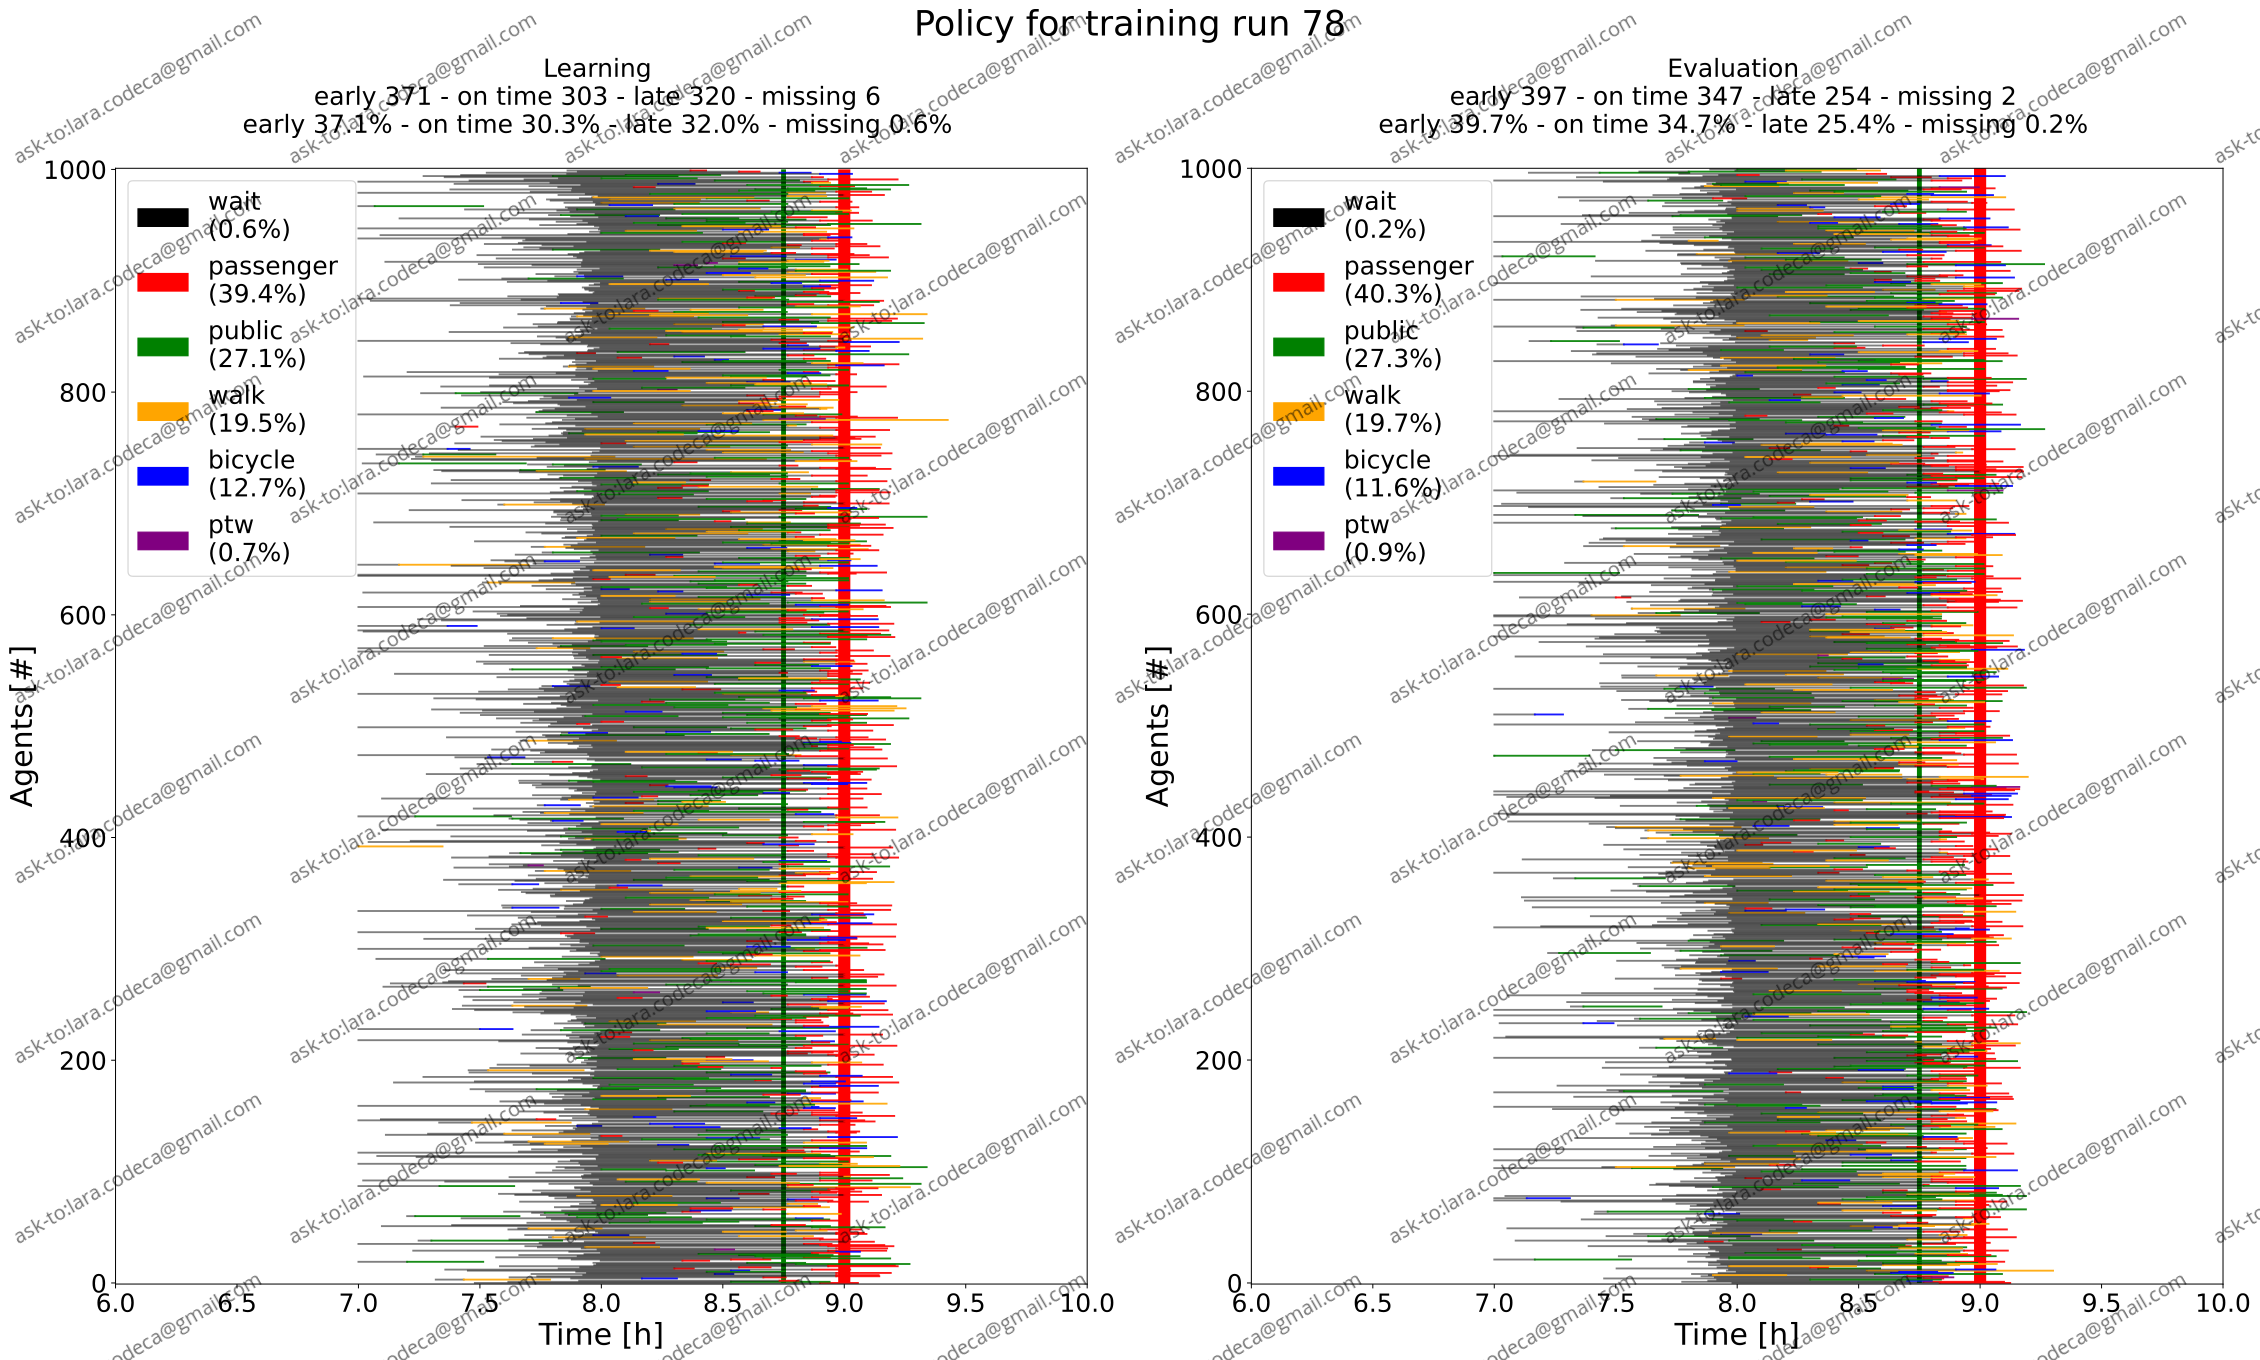 Policy for training run 78
Learning
early 371 - on time 303 - late 320 - missing 6
early 37.1% - on time 30.3% - late 32.0% - missing 0.6%
1000
800
600
400
200
0
Agents [#]
wait
(0.6%)
passenger
(39.4%)
public
(27.1%)
walk
(19.5%)
bicycle
(12.7%)
ptw
(0.7%)
6.0 6.5 7.0 7.5 8.0 8.5 9.0 9.5 10.0
Time [h]
Evaluation
early 397 - on time 347 - late 254 - missing 2
early 39.7% - on time 34.7% - late 25.4% - missing 0.2%
1000
800
600
400
200
0
Agents [#]
wait
(0.2%)
passenger
(40.3%)
public
(27.3%)
walk
(19.7%)
bicycle
(11.6%)
ptw
(0.9%)
6.0 6.5 7.0 7.5 8.0 8.5 9.0 9.5 10.0
Time [h]
ask-to:lara.codeca@gmail.com